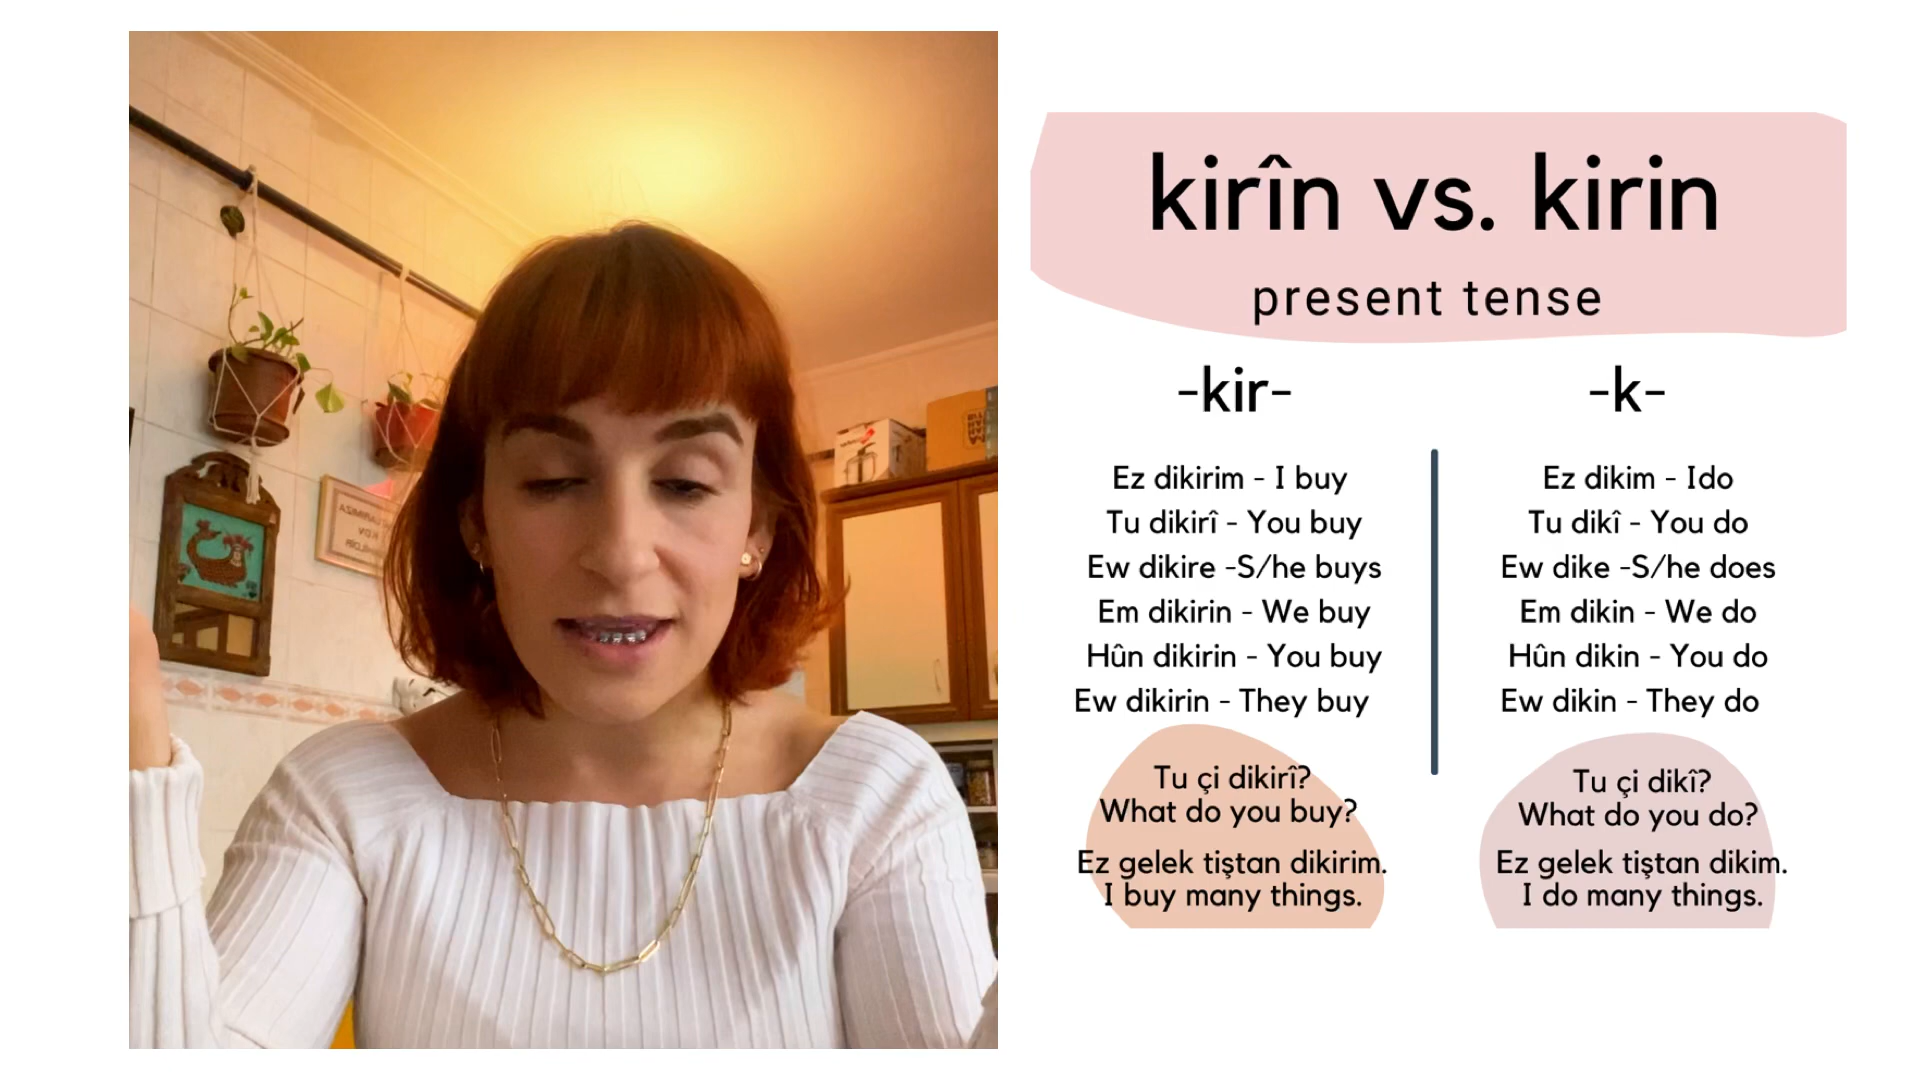 kirîn vs. kirin
present tense
-kir-
Ez dikirim - I buy
Tu dikirî - You buy
Ew dikire -S/he buys
Em dikirin - We buy
Hûn dikirin - You buy
Ew dikirin - They buy
Tu çi dikirî?
What do you buy?
Ez gelek tiştan dikirim.
I buy many things.
-k-
Ez dikim - Ido
Tu dikî - You do
Ew dike -S/he does
Em dikin - We do
Hûn dikin - You do
Ew dikin - They do
Tu çi dikî?
What do you do?
Ez gelek tiştan dikim.
I do many things.